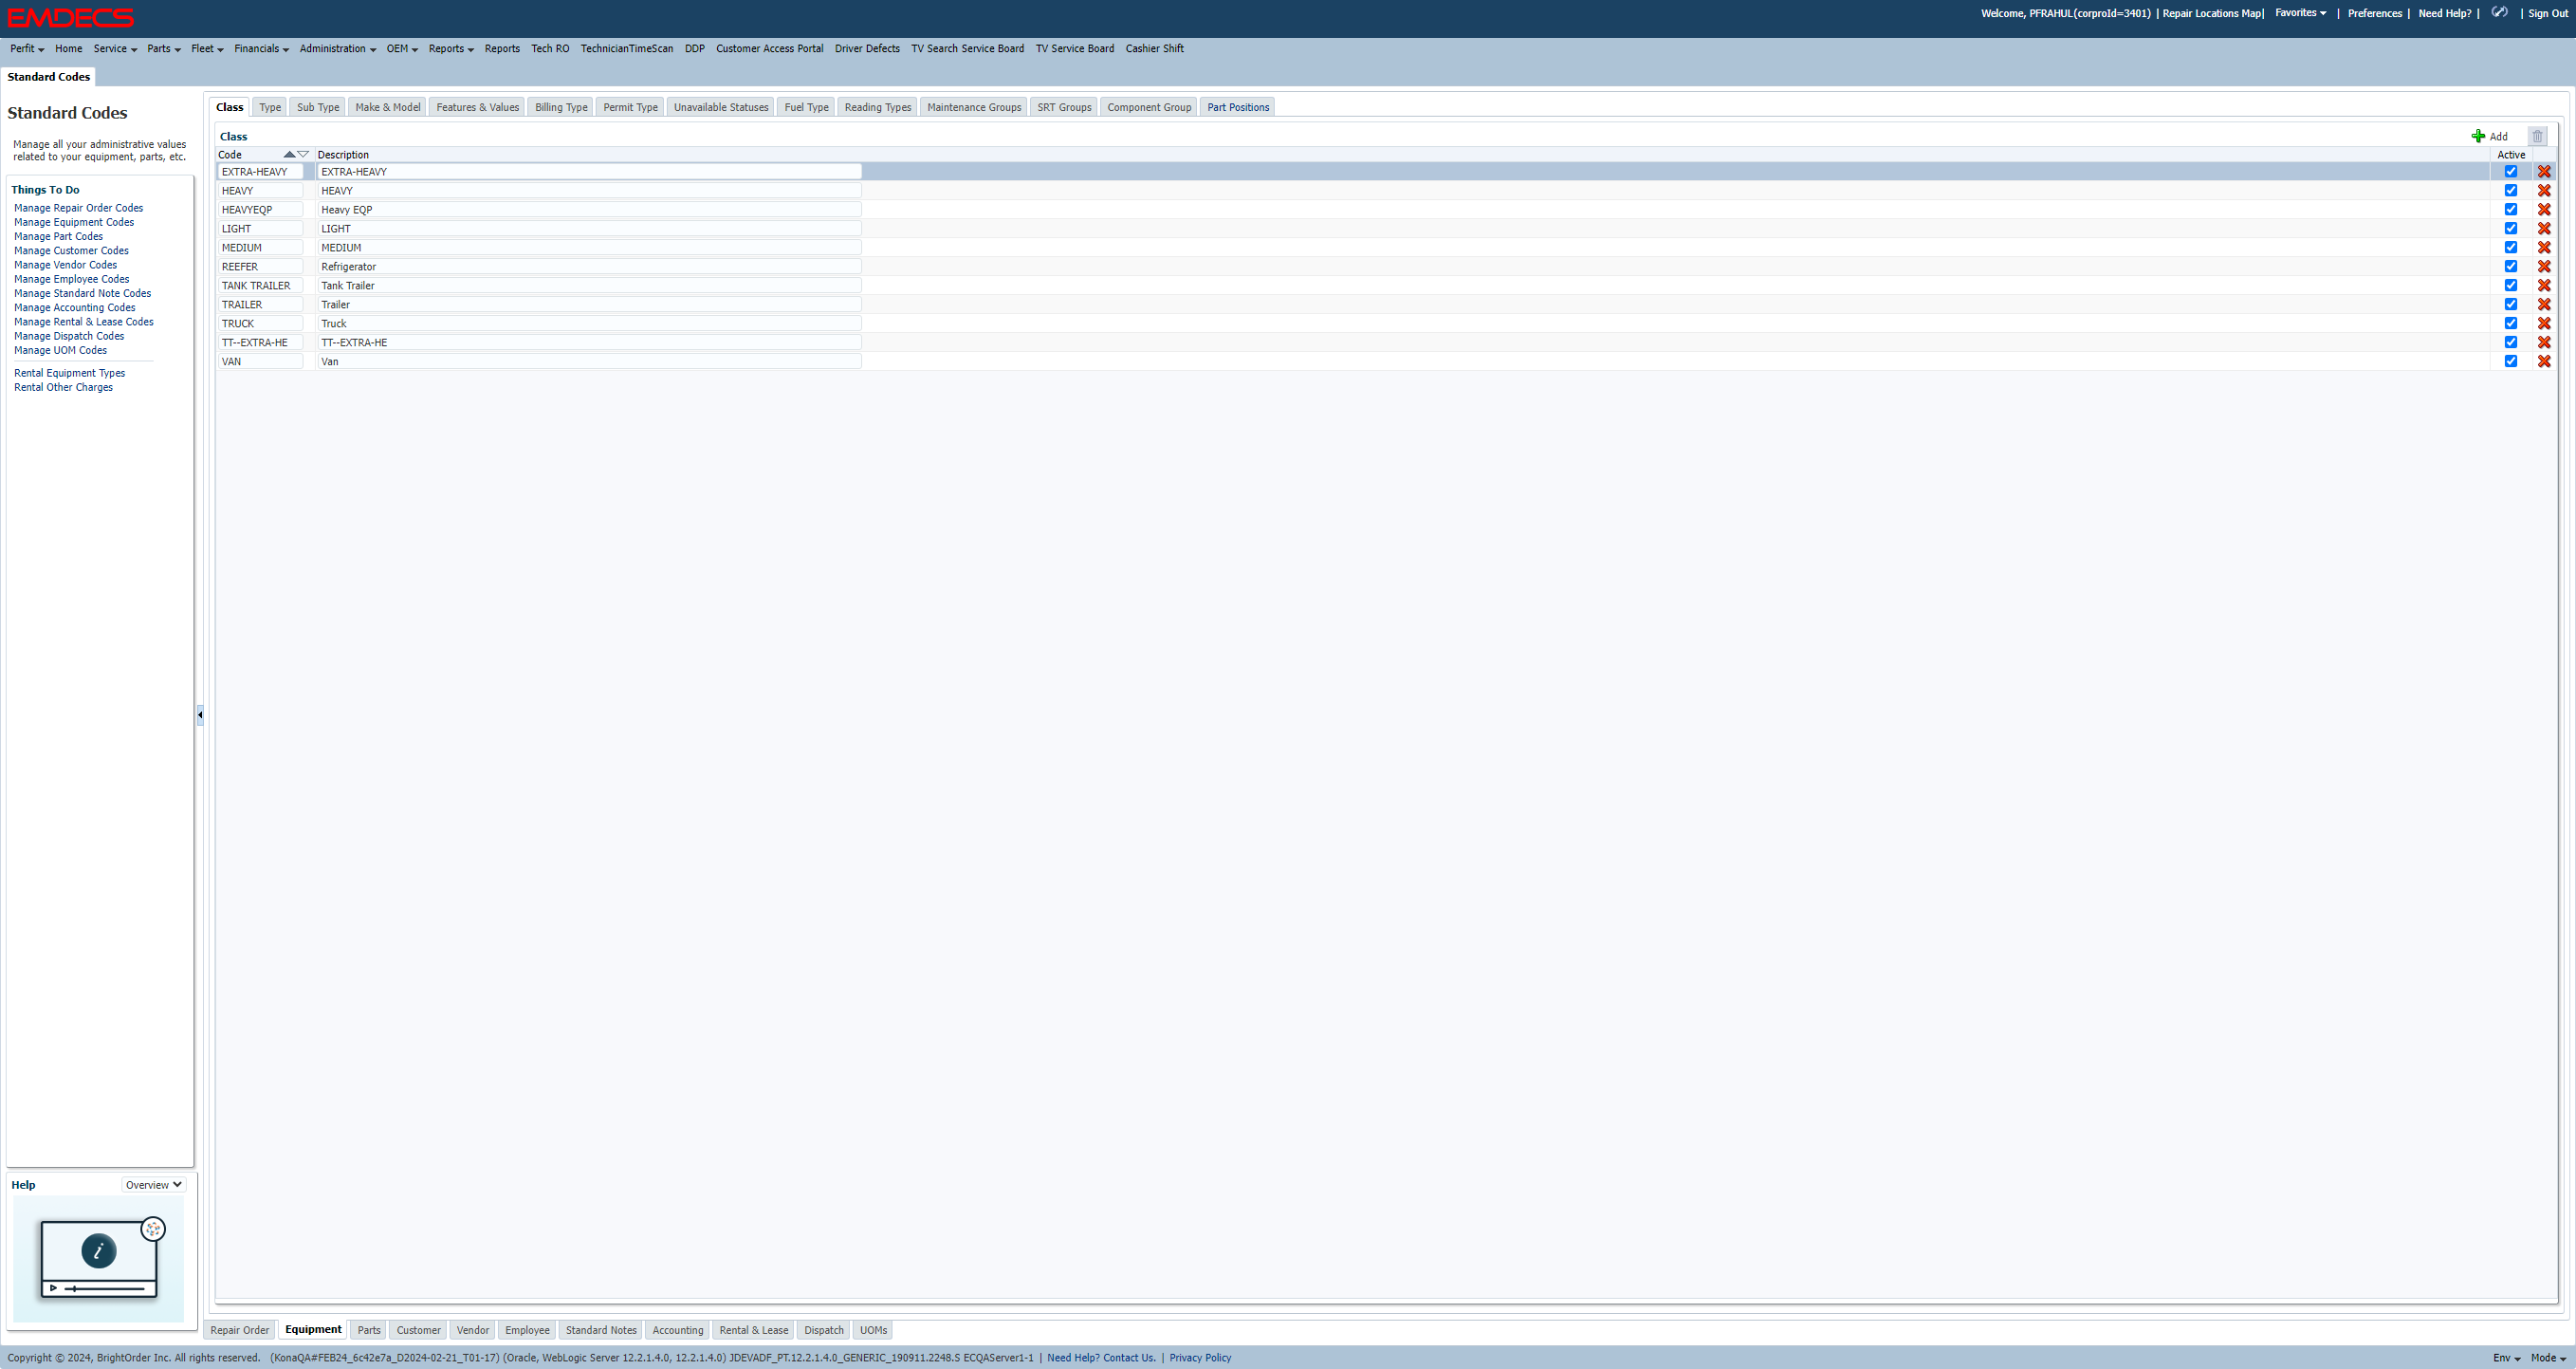 EMDECS
Welcome, PFRAHUL(corproId=3401) | Repair Locations Map| Favorites | Preferences | Need Help? | | Sign Out
Perfit Home Service Parts Fleet Financials Administration OEM Reports Reports Tech RO TechnicianTimeScan DDP Customer Access Portal Driver Defects TV Search Service Board TV Service Board Cashier Shift
Standard Codes
Standard Codes
Manage all your administrative values
related to your equipment, parts, etc.
Things To Do
Manage Repair Order Codes
Manage Equipment Codes
Manage Part Codes
Manage Customer Codes
Manage Vendor Codes
Manage Employee Codes
Manage Standard Note Codes
Manage Accounting Codes
Manage Rental & Lease Codes
Manage Dispatch Codes
Manage UOM Codes
Rental Equipment Types
Rental Other Charges
Help Overview
i
Class Type Sub Type Make & Model Features & Values Billing Type Permit Type Unavailable Statuses Fuel Type Reading Types Maintenance Groups SRT Groups Component Group Part Positions
Class Add
Code Description Active
EXTRA-HEAVY EXTRA-HEAVY
HEAVY HEAVY
HEAVYEQP Heavy EQP
LIGHT LIGHT
MEDIUM MEDIUM
REEFER Refrigerator
TANK TRAILER Tank Trailer
TRAILER Trailer
TRUCK Truck
TT--EXTRA-HE TT--EXTRA-HE
VAN Van
Repair Order Equipment Parts Customer Vendor Employee Standard Notes Accounting Rental & Lease Dispatch UOMs
Copyright © 2024, BrightOrder Inc. All rights reserved. (KonaQA#FEB24_6c42e7a_D2024-02-21_T01-17) (Oracle, WebLogic Server 12.2.1.4.0, 12.2.1.4.0) JDEVADF_PT.12.2.1.4.0_GENERIC_190911.2248.S ECQAServer1-1 | Need Help? Contact Us. | Privacy Policy Env Mode